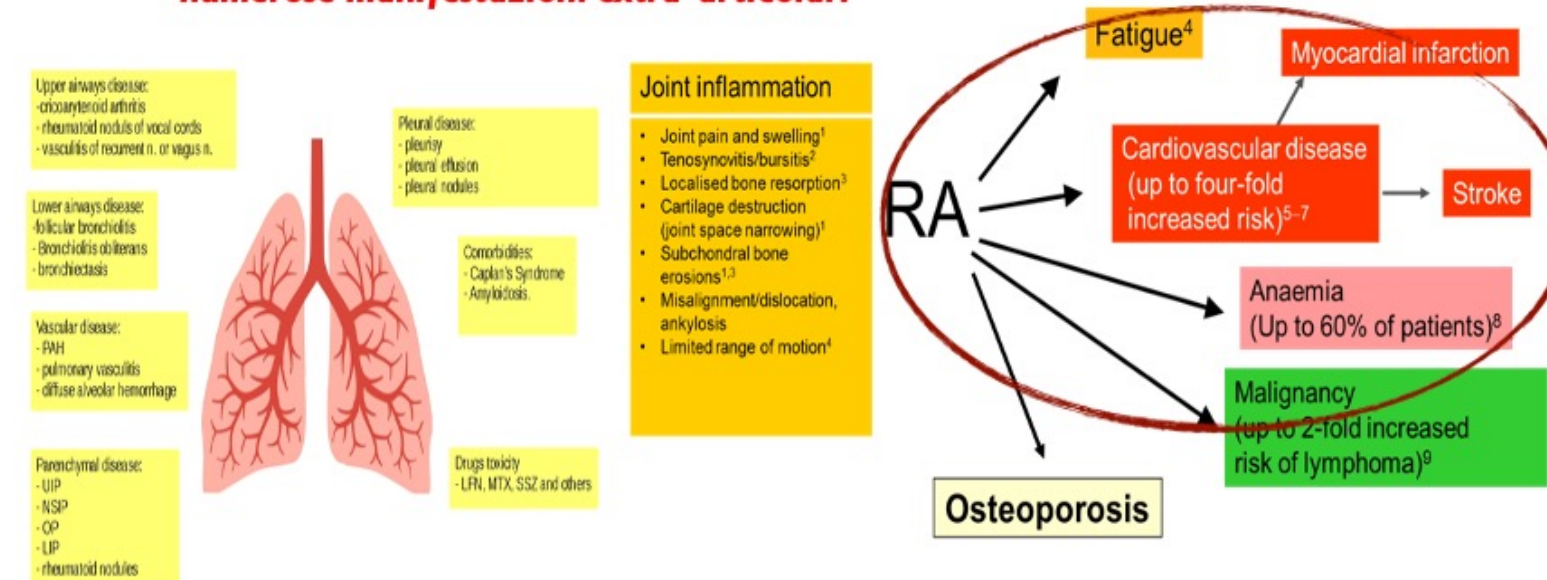 numerose manifestazioni extra-articolari
Upper airways disease:
-cricoarytenoid arthritis
- rheumatoid noduls of vocal cords
- vasculitis of recurrent n. or vagus n.
Lower airways disease:
-follicular bronchiolitis
- Bronchiolitis obliterans
- bronchiectasis
Vascular disease:
- PAH
- pulmonary vasculitis
- diffuse alveolar hemorrhage
Parenchymal disease:
- UIP
- NSIP
- OP
- LIP
- rheumatoid nodules
Pleural disease:
- pleurisy
- pleural effusion
- pleural nodules
Comorbidities:
- Caplan's Syndrome
- Amyloidosis.
Drugs toxicity
- LFN, MTX, SSZ and others
Joint inflammation
• Joint pain and swelling¹
• Tenosynovitis/bursitis²
• Localised bone resorption³
• Cartilage destruction
(joint space narrowing)¹
• Subchondral bone
erosions¹,³
• Misalignment/dislocation,
ankylosis
• Limited range of motion⁴
RA
Fatigue⁴
Myocardial infarction
Cardiovascular disease
(up to four-fold
increased risk)⁵⁻⁷
Stroke
Anaemia
(Up to 60% of patients)⁸
Malignancy
(up to 2-fold increased
risk of lymphoma)⁹
Osteoporosis